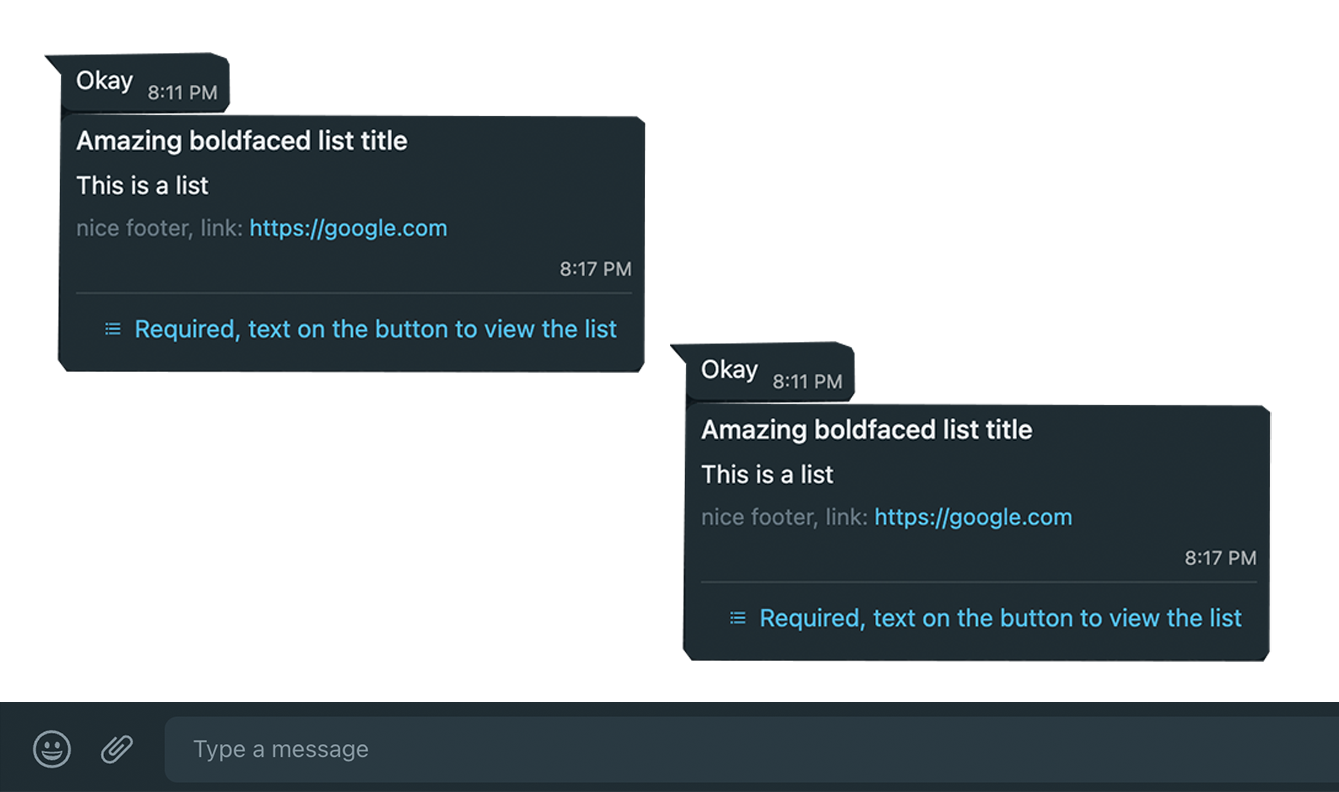 Okay 8:11 PM
Amazing boldfaced list title
This is a list
nice footer, link: https://google.com
8:17 PM
Required, text on the button to view the list
Okay 8:11 PM
Amazing boldfaced list title
This is a list
nice footer, link: https://google.com
8:17 PM
Required, text on the button to view the list
Type a message